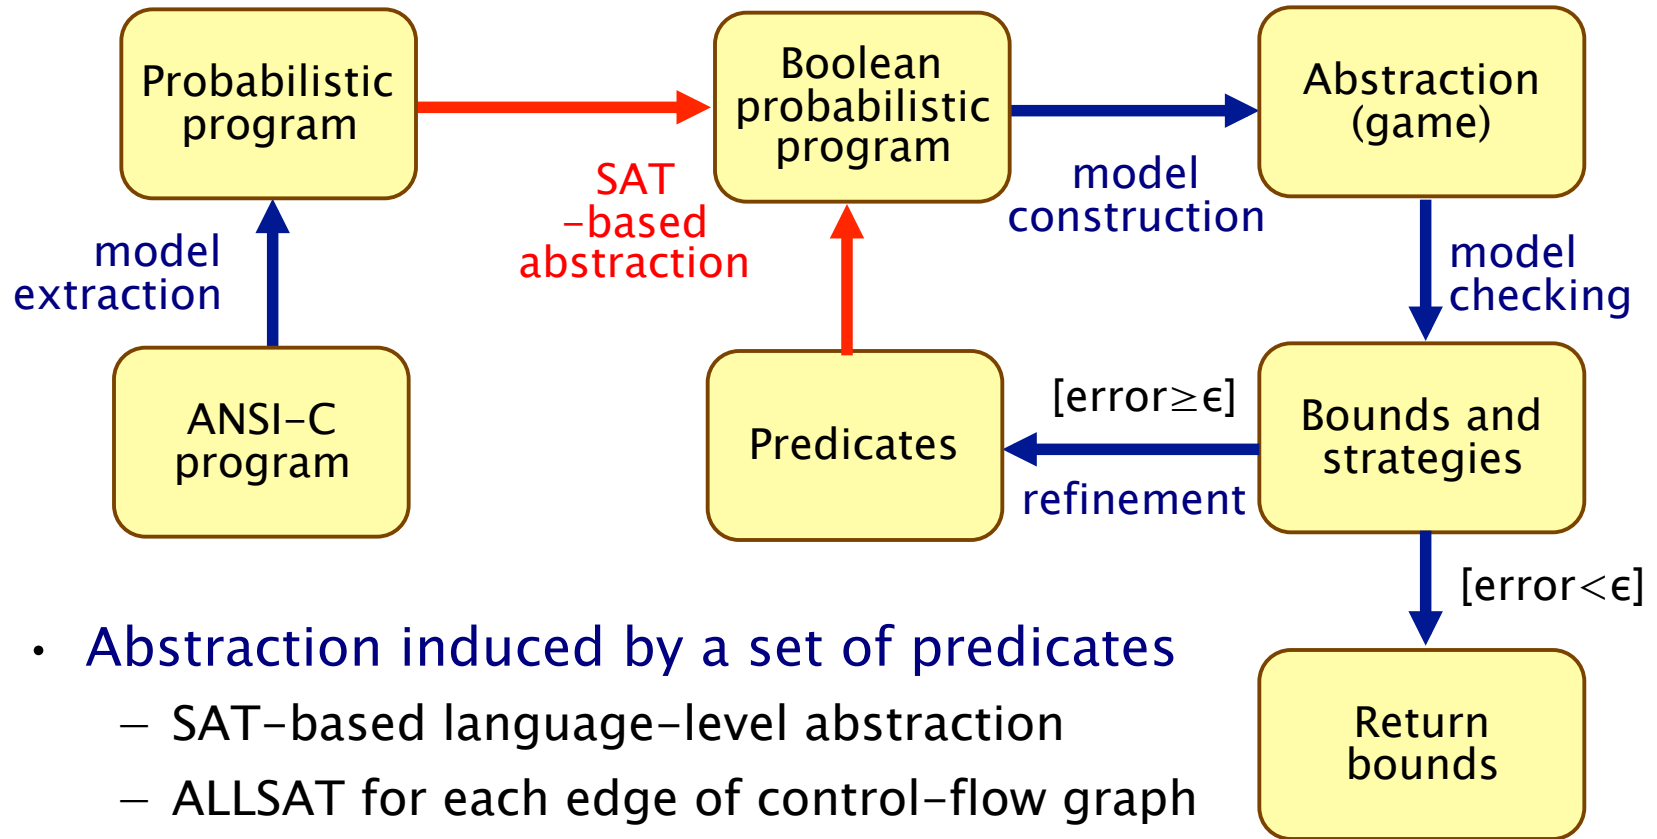 Probabilistic
program
Boolean
probabilistic
program
Abstraction
(game)
SAT
-based
abstraction
model
construction
model
extraction
model
checking
ANSI-C
program
Predicates
[error≥ϵ]
refinement
Bounds and
strategies
[error<ϵ]
Return
bounds
• Abstraction induced by a set of predicates
– SAT-based language-level abstraction
– ALLSAT for each edge of control-flow graph